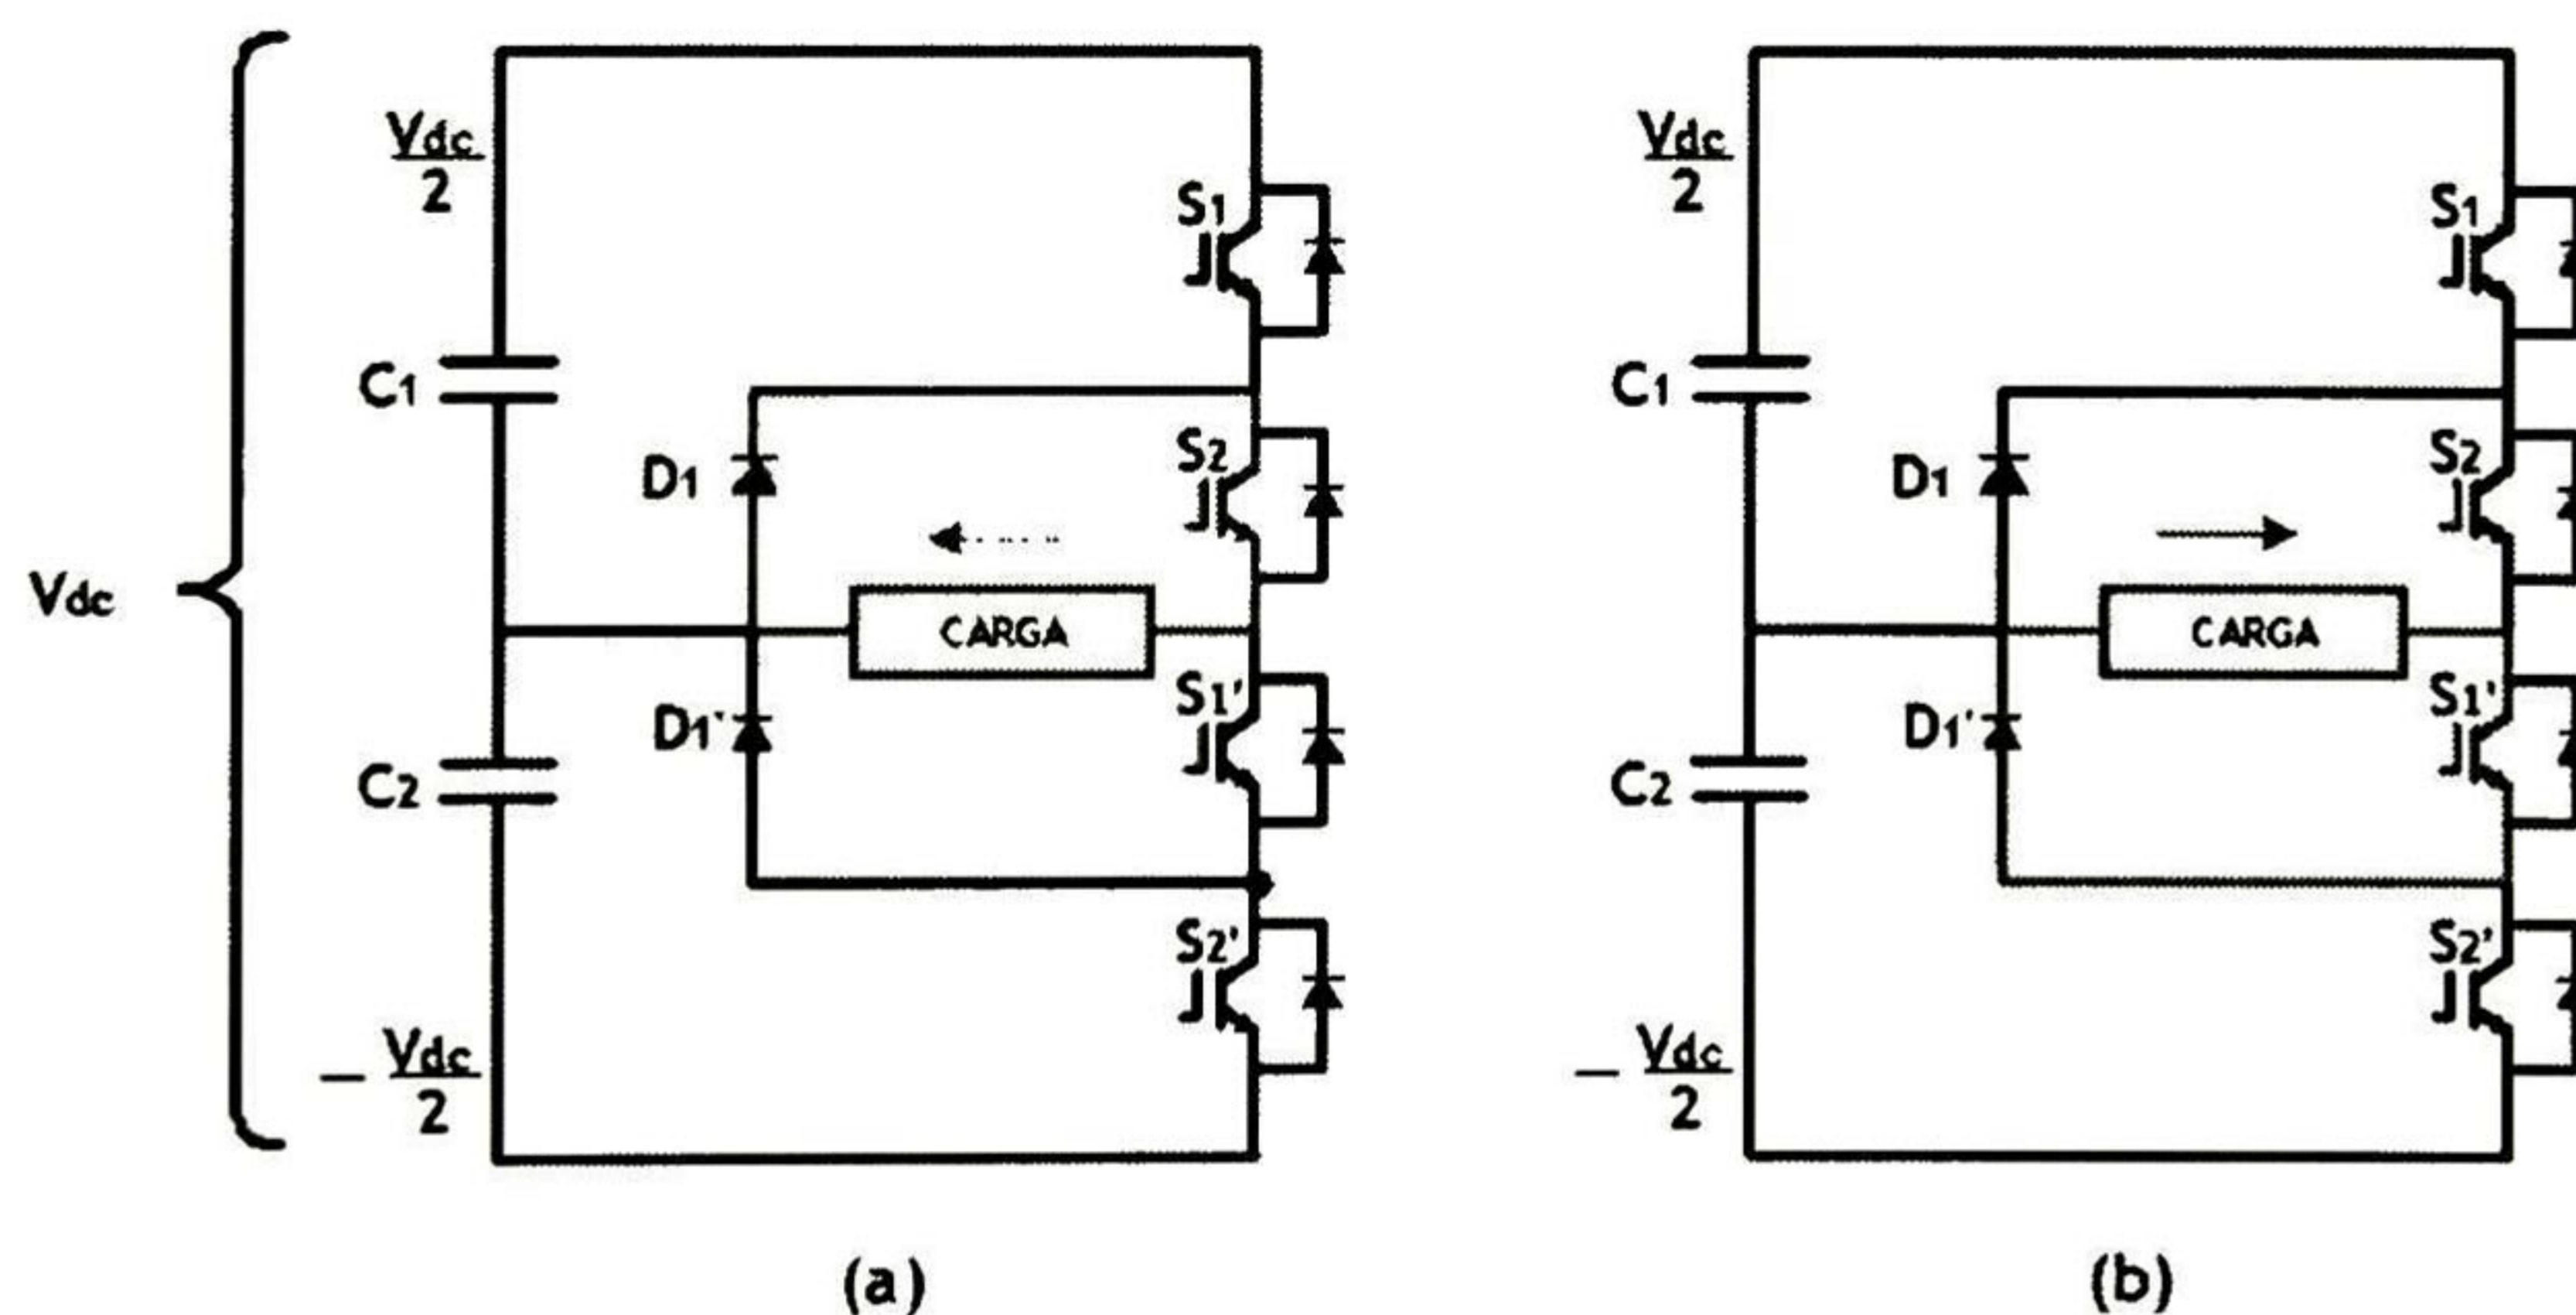 Vdc
Vdc
2
C1
C2
− Vdc
2
D1
D1'
S1
S2
CARGA
S1'
S2'
(a)
Vdc
2
C1
C2
− Vdc
2
D1
D1'
S1
S2
CARGA
S1'
S2'
(b)